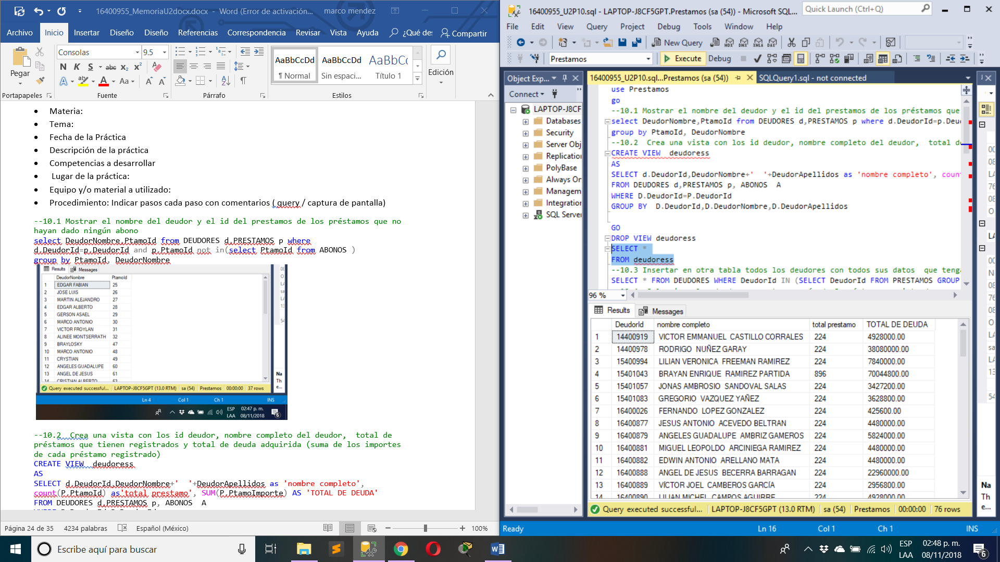 16400955_MemoriaU2docx.docx - Word (Error de activación...
marco mendez
Archivo Inicio Insertar Diseño Diseño Referencias Correspondencia Revisar Vista Ayuda ¿Qué de: Compartir
Consolas 9.5
Pegar
N K S abc x₂ x²
A ab A Aa A A
AaBbCcDd AaBbCcDd AaBbCc
¶ Normal Sin espaci... Título 1
Edición
Portapapeles Fuente Párrafo Estilos
• Materia:
• Tema:
• Fecha de la Práctica
• Descripción de la práctica
• Competencias a desarrollar
• Lugar de la práctica:
• Equipo y/o material a utilizado:
• Procedimiento: Indicar pasos cada paso con comentarios ( query / captura de pantalla)
--10.1 Mostrar el nombre del deudor y el id del prestamos de los préstamos que no
hayan dado ningún abono
select DeudorNombre,PtamoId from DEUDORES d,PRESTAMOS p where
d.DeudorId=p.DeudorId and p.PtamoId not in(select PtamoId from ABONOS )
group by PtamoId, DeudorNombre
Results Messages
DeudorNombre PtamoId
1 EDGAR FABIAN 25
2 JOSE LUIS 26
3 MARTIN ALEJANDRO 27
4 EDGAR ALBERTO 28
5 GERSON ASAEL 29
6 MARCO ANTONIO 30
7 VICTOR FROYLAN 31
8 ALINEE MONTSERRATH 32
9 BRAYLOSKY 47
10 MARCO ANTONIO 48
11 CRYSTIAN 49
12 ANGELES GUADALUPE 60
13 ANGEL DE JESUS 61
14 CRISTIAN ALBERTO 63
Na
Th
e...
Query executed successful... LAPTOP-J8CF5GPT (13.0 RTM) sa (54) Prestamos 00:00:00 37 rows
Ln 4 Col 1 Ch 1 INS
ESP 02:47 p. m.
LAA 08/11/2018 6
--10.2  Crea una vista con los id deudor, nombre completo del deudor,  total de
préstamos que tienen registrados y total de deuda adquirida (suma de los importes
de cada préstamo registrado)
CREATE VIEW  deudoress
AS
SELECT d.DeudorId,DeudorNombre+'  '+DeudorApellidos as 'nombre completo',
count(P.PtamoId) as'total prestamo', SUM(P.PtamoImporte) AS 'TOTAL DE DEUDA'
FROM DEUDORES d,PRESTAMOS p, ABONOS  A
Página 24 de 35 4234 palabras Español (México) 100%
16400955_U2P10.sql - LAPTOP-J8CF5GPT.Prestamos (sa (54)) - Microsoft SQL...
Quick Launch (Ctrl+Q)
File Edit View Query Project Debug Tools Window Help
New Query MDX DMX XMLA DAX
Prestamos Execute Debug
Object Exp...
Connect
LAPTOP-J8CF
Databases
Security
Server Obj
Replication
PolyBase
Always On
Managem
Integration
SQL Server
16400955_U2P10.sql...Prestamos (sa (54)) SQLQuery1.sql - not connected
use Prestamos
go
--10.1 Mostrar el nombre del deudor y el id del prestamos de los préstamos que
select DeudorNombre,PtamoId from DEUDORES d,PRESTAMOS p where d.DeudorId=p.Deu
group by PtamoId, DeudorNombre
--10.2  Crea una vista con los id deudor, nombre completo del deudor,  total de
CREATE VIEW  deudoress
AS
SELECT d.DeudorId,DeudorNombre+'  '+DeudorApellidos as 'nombre completo', coun
FROM DEUDORES d,PRESTAMOS p, ABONOS  A
WHERE D.DeudorId=P.DeudorId
GROUP BY  D.DeudorId,D.DeudorNombre,D.DeudorApellidos
GO
DROP VIEW deudoress
SELECT *
FROM deudoress
--10.3 Insertar en otra tabla todos los deudores con todos sus datos  que teng
SELECT * FROM DEUDORES WHERE DeudorId IN (SELECT DeudorId FROM PRESTAMOS GROUP
96 %
Results Messages
DeudorId nombre completo total prestamo TOTAL DE DEUDA
1 14400919 VICTOR EMMANUEL  CASTILLO CORRALES 224 4928000.00
2 14400978 RODRIGO  NUÑEZ GARAY 224 38080000.00
3 15400994 LILIAN VERONICA  FREEMAN RAMIREZ 224 7840000.00
4 15401043 BRAYAN ENRIQUE  RAMIREZ PARTIDA 896 70044800.00
5 15401057 JONAS AMBROSIO  SANDOVAL SALAS 224 3427200.00
6 15401083 GREGORIO  VAZQUEZ YAÑEZ 224 3628800.00
7 16400026 FERNANDO  LOPEZ GONZALEZ 224 425600.00
8 16400877 JESUS ANTONIO  ACEVEDO BELTRAN 224 4480000.00
9 16400879 ANGELES GUADALUPE  AMBRIZ GAMEROS 224 5824000.00
10 16400881 MIGUEL LEOPOLDO  ARCINIEGA RAMIREZ 224 4480000.00
11 16400882 EDWIN ANTONIO  ARELLANO MATA 224 4480000.00
12 16400888 ANGEL DE JESUS  BECERRA BARRAGAN 224 22960000.00
13 16400889 VÍCTOR JOEL  CAMBEROS GARCÍA 224 2956800.00
14 16400890 LILIAN MICHEL  CAMPOS AGUIRRE 224 4928000.00
Query executed successful... LAPTOP-J8CF5GPT (13.0 RTM) sa (54) Prestamos 00:00:00 76 rows
Na
Th
e...
Ready Ln 16 Col 1 Ch 1 INS
Escribe aquí para buscar
ESP 02:48 p. m.
LAA 08/11/2018 6